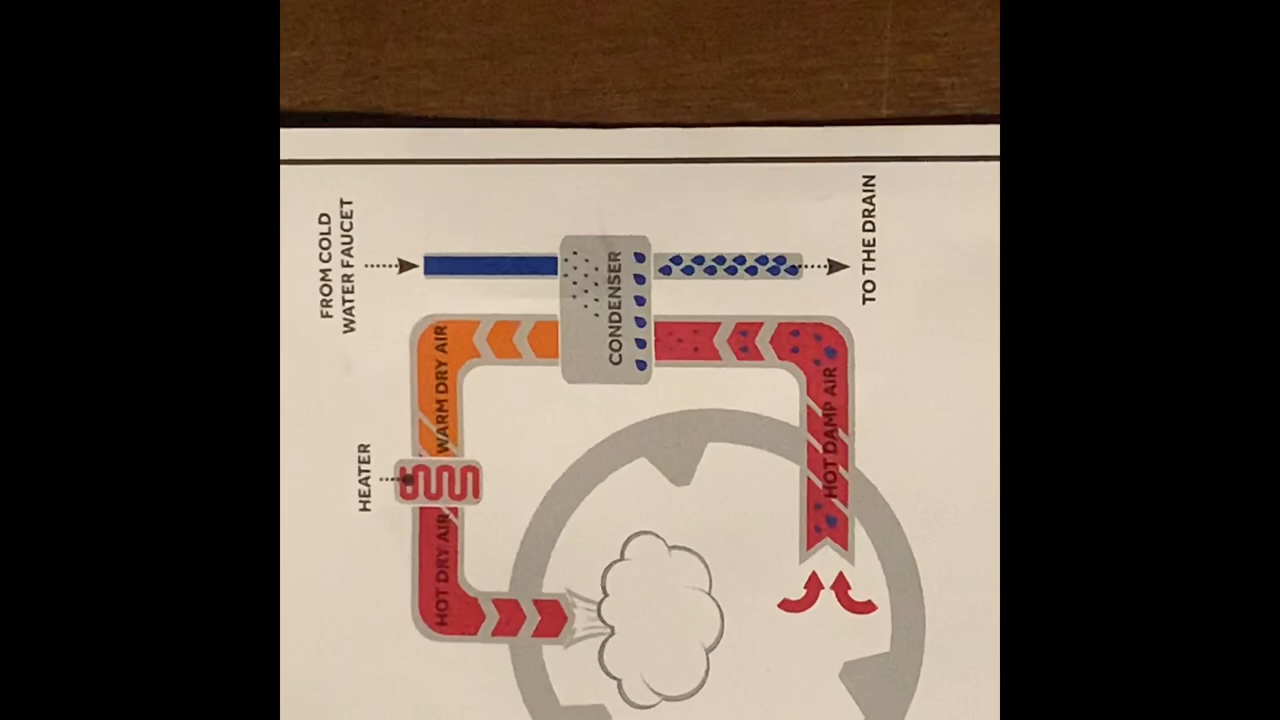 FROM COLD
WATER FAUCET
HEATER
HOT DRY AIR
WARM DRY AIR
CONDENSER
HOT DAMP AIR
TO THE DRAIN